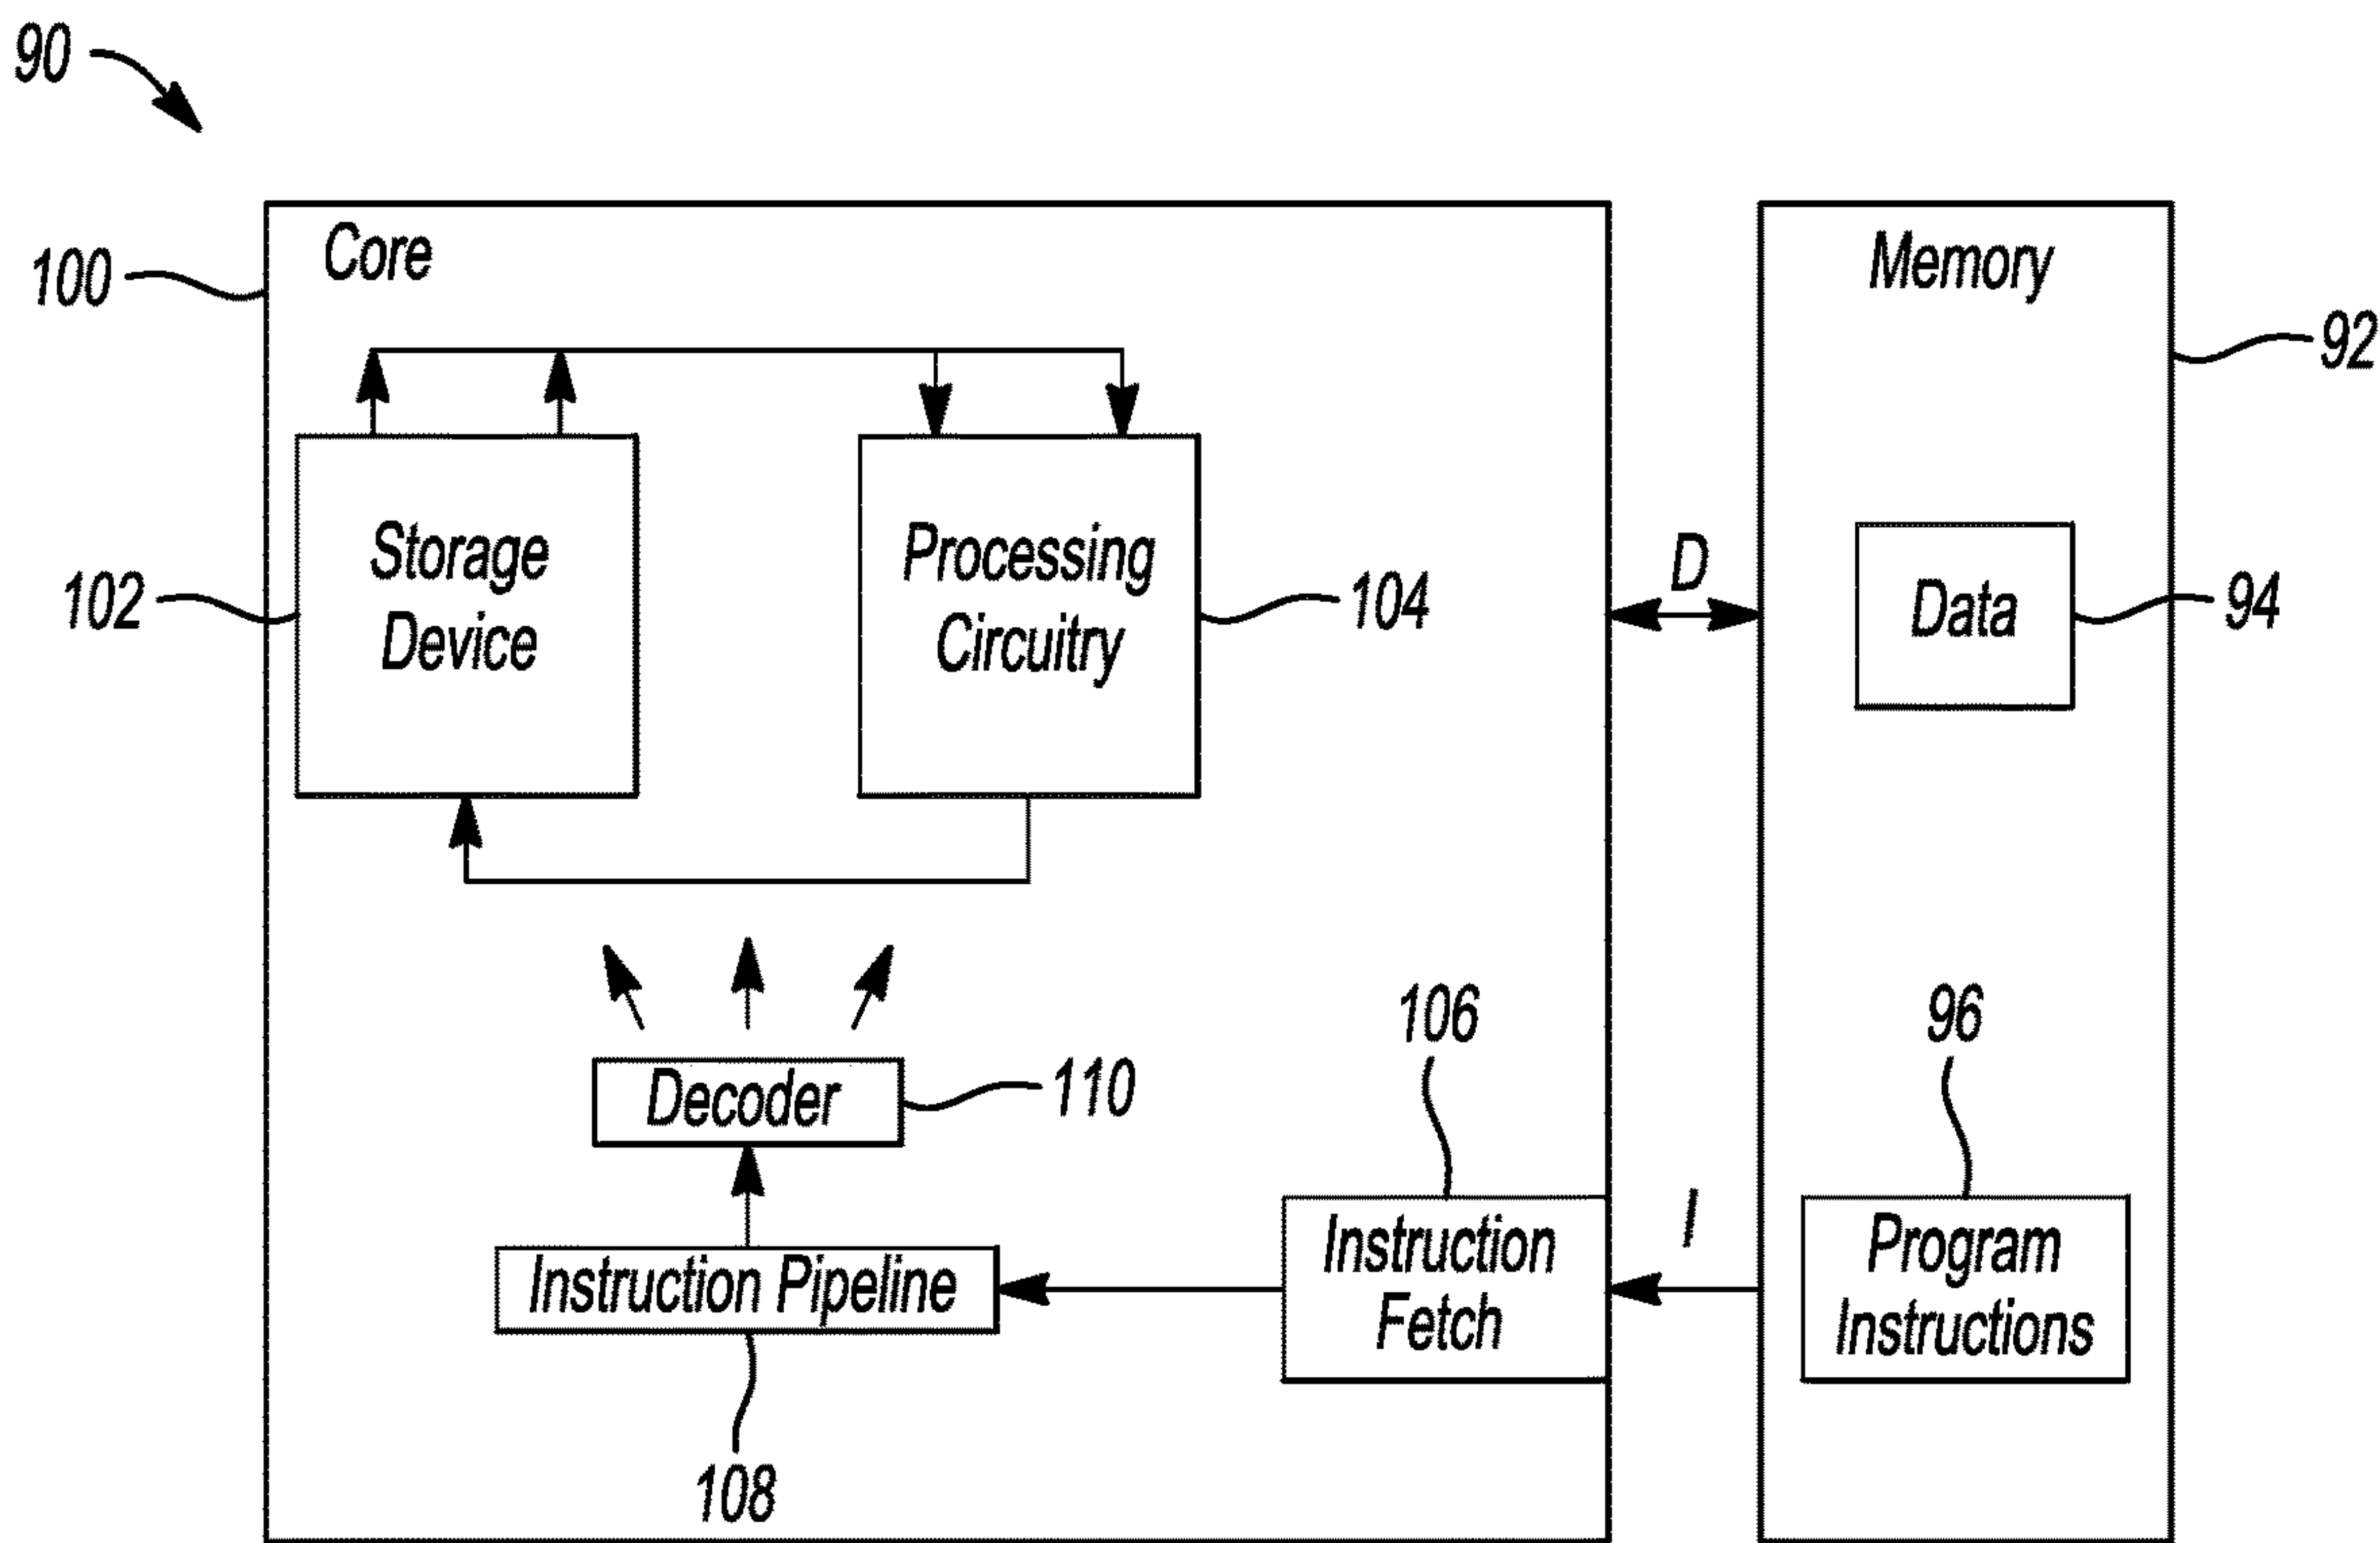 90
100
Core
Memory
92
Storage
Device
102
Processing
Circuitry
104
D
Data
94
106
96
Decoder
110
Instruction
Fetch
I
Program
Instructions
Instruction Pipeline
108